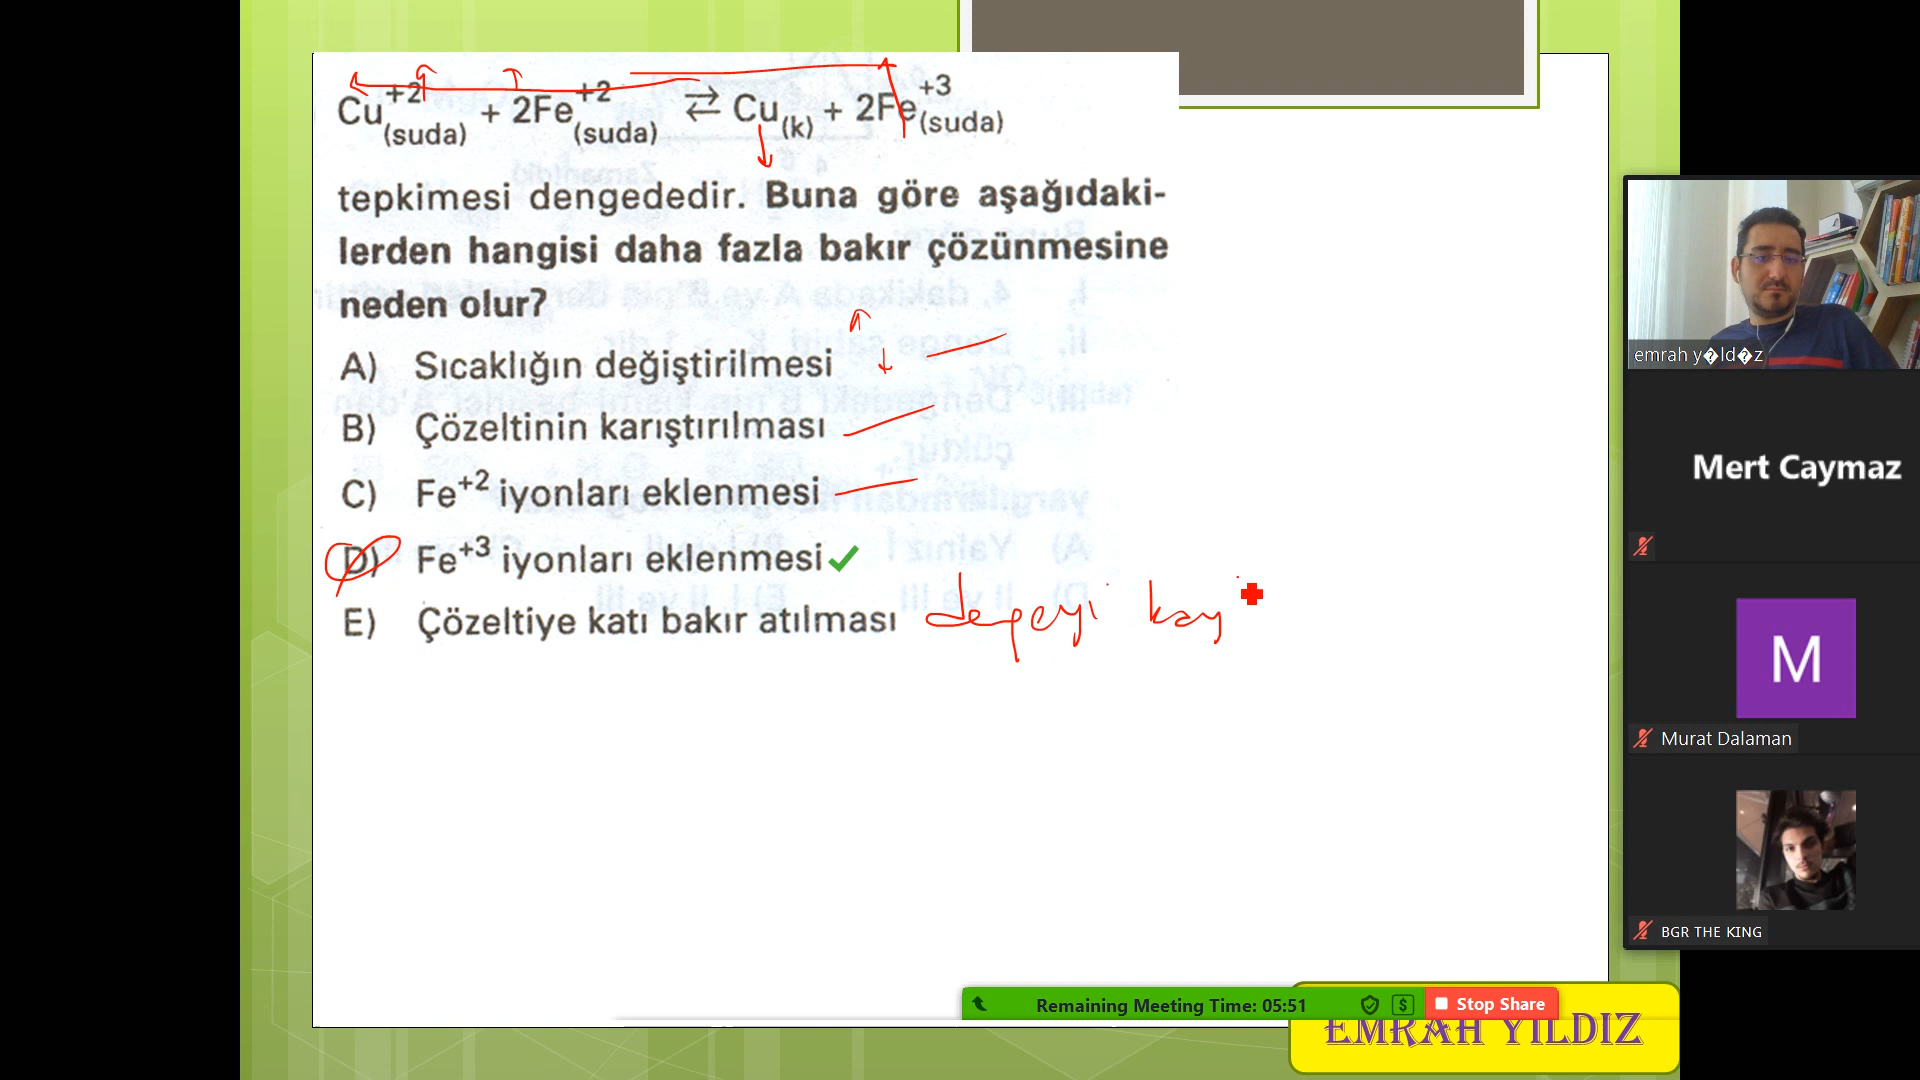 Cu+2(suda) + 2Fe+2(suda) ⇄ Cu(k) + 2Fe+3(suda)
tepkimesi dengededir. Buna göre aşağıdaki-
lerden hangisi daha fazla bakır çözünmesine
neden olur?
A) Sıcaklığın değiştirilmesi
B) Çözeltinin karıştırılması
C) Fe+2 iyonları eklenmesi
D) Fe+3 iyonları eklenmesi
E) Çözeltiye katı bakır atılması
kay
emrah y�ld�z
Mert Caymaz
M
Murat Dalaman
BGR THE KING
Remaining Meeting Time: 05:51
$
Stop Share
EMRAH YILDIZ